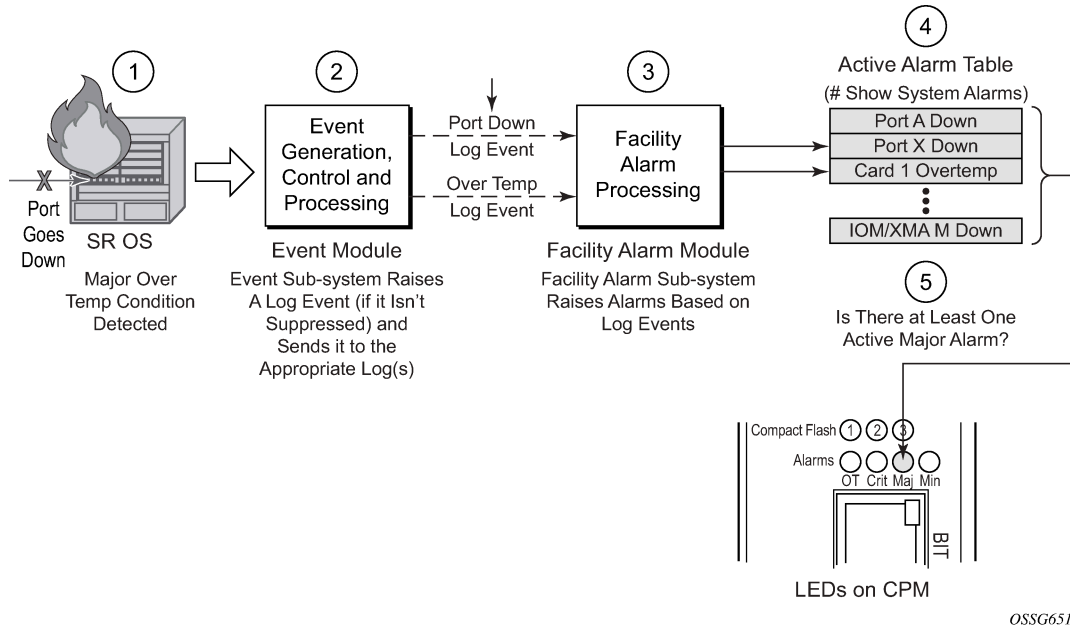 1
X
Port
Goes
Down
SR OS
Major Over
Temp Condition
Detected
2
Event
Generation,
Control and
Processing
Event Module
Event Sub-system Raises
A Log Event (if it Isn't
Suppressed) and
Sends it to the
Appropriate Log(s)
Port Down
Log Event
Over Temp
Log Event
3
Facility
Alarm
Processing
Facility Alarm Module
Facility Alarm Sub-system
Raises Alarms Based on
Log Events
4
Active Alarm Table
(# Show System Alarms)
Port A Down
Port X Down
Card 1 Overtemp
IOM/XMA M Down
5
Is There at Least One
Active Major Alarm?
Compact Flash 1 2 3
Alarms
OT Crit Maj Min
BIT
LEDs on CPM
OSSG651